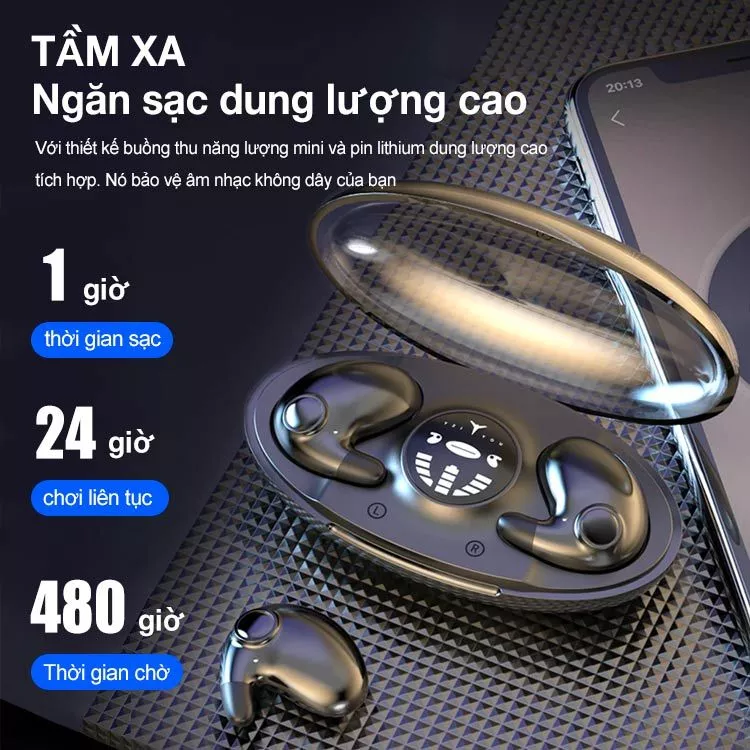 TẦM XA
Ngăn sạc dung lượng cao
Với thiết kế buồng thu năng lượng mini và pin lithium dung lượng cao
tích hợp. Nó bảo vệ âm nhạc không dây của bạn
20:13
1 giờ
thời gian sạc
24 giờ
chơi liên tục
480 giờ
Thời gian chờ
L
R